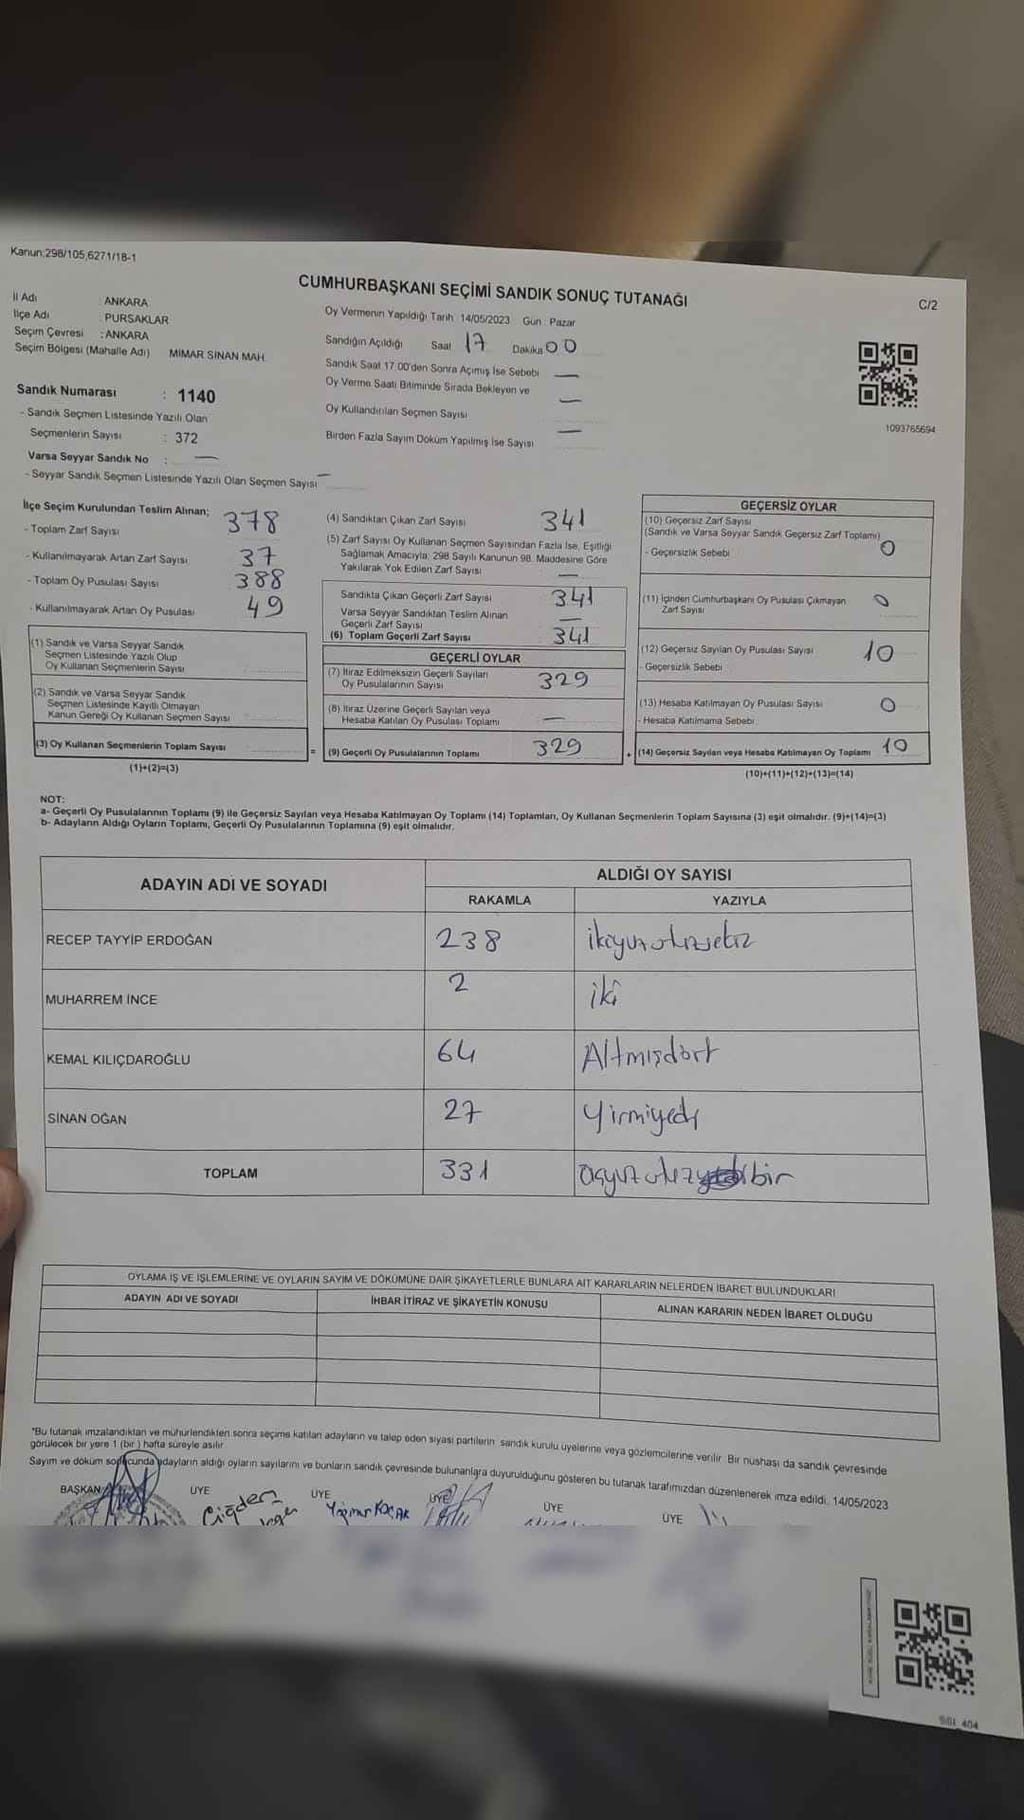 Kanun;298/105,6271/18-1
CUMHURBAŞKANI SEÇİMİ SANDIK SONUÇ TUTANAĞI
C/2
İl Adı : ANKARA
İlçe Adı : PURSAKLAR
Seçim Çevresi : ANKARA
Seçim Bölgesi (Mahalle Adı) MİMAR SİNAN MAH.
Oy Vermenin Yapıldığı Tarih : 14/05/2023 Gün : Pazar
Sandığın Açıldığı Saat 17 Dakika 00
Sandık Saat 17.00'den Sonra Açımış İse Sebebi —
Oy Verme Saati Bitiminde Sırada Bekleyen ve
Oy Kullandırılan Seçmen Sayısı —
Birden Fazla Sayım Döküm Yapılmış İse Sayısı —
1093765694
Sandık Numarası : 1140
- Sandık Seçmen Listesinde Yazılı Olan
Seçmenlerin Sayısı : 372
Varsa Seyyar Sandık No : —
- Seyyar Sandık Seçmen Listesinde Yazılı Olan Seçmen Sayısı —
İlçe Seçim Kurulundan Teslim Alınan;
- Toplam Zarf Sayısı 378
- Kullanılmayarak Artan Zarf Sayısı 37
- Toplam Oy Pusulası Sayısı 388
- Kullanılmayarak Artan Oy Pusulası 49
(1) Sandık ve Varsa Seyyar Sandık
Seçmen Listesinde Yazılı Olup
Oy Kullanan Seçmenlerin Sayısı
(2) Sandık ve Varsa Seyyar Sandık
Seçmen Listesinde Kayıtlı Olmayan
Kanun Gereği Oy Kullanan Seçmen Sayısı
(3) Oy Kullanan Seçmenlerin Toplam Sayısı
(1)+(2)=(3)
(4) Sandıktan Çıkan Zarf Sayısı 341
(5) Zarf Sayısı Oy Kullanan Seçmen Sayısından Fazla İse, Eşitliği
Sağlamak Amacıyla; 298 Sayılı Kanunun 98. Maddesine Göre
Yakılarak Yok Edilen Zarf Sayısı —
Sandıkta Çıkan Geçerli Zarf Sayısı 341
Varsa Seyyar Sandıktan Teslim Alınan
Geçerli Zarf Sayısı —
(6) Toplam Geçerli Zarf Sayısı 341
GEÇERLİ OYLAR
(7) İtiraz Edilmeksizin Geçerli Sayılan
Oy Pusulalarının Sayısı 329
(8) İtiraz Üzerine Geçerli Sayılan veya
Hesaba Katılan Oy Pusulası Toplamı —
= (9) Geçerli Oy Pusulalarının Toplamı 329
GEÇERSİZ OYLAR
(10) Geçersiz Zarf Sayısı
(Sandık ve Varsa Seyyar Sandık Geçersiz Zarf Toplamı)
- Geçersizlik Sebebi 0
(11) İçinden Cumhurbaşkanı Oy Pusulası Çıkmayan
Zarf Sayısı 0
(12) Geçersiz Sayılan Oy Pusulası Sayısı 10
- Geçersizlik Sebebi
(13) Hesaba Katılmayan Oy Pusulası Sayısı 0
- Hesaba Katılmama Sebebi
+ (14) Geçersiz Sayılan veya Hesaba Katılmayan Oy Toplamı 10
(10)+(11)+(12)+(13)=(14)
NOT:
a- Geçerli Oy Pusulalarının Toplamı (9) ile Geçersiz Sayılan veya Hesaba Katılmayan Oy Toplamı (14) Toplamları, Oy Kullanan Seçmenlerin Toplam Sayısına (3) eşit olmalıdır. (9)+(14)=(3)
b- Adayların Aldığı Oyların Toplamı, Geçerli Oy Pusulalarının Toplamına (9) eşit olmalıdır.
ADAYIN ADI VE SOYADI
ALDIĞI OY SAYISI
RAKAMLA YAZIYLA
RECEP TAYYİP ERDOĞAN 238 ikiyuzotuzsekiz
MUHARREM İNCE 2 iki
KEMAL KILIÇDAROĞLU 64 Altmışdört
SİNAN OĞAN 27 Yirmiyedi
TOPLAM 331 üçyuzotuz bir
OYLAMA İŞ VE İŞLEMLERİNE VE OYLARIN SAYIM VE DÖKÜMÜNE DAİR ŞİKAYETLERLE BUNLARA AİT KARARLARIN NELERDEN İBARET BULUNDUKLARI
ADAYIN ADI VE SOYADI İHBAR İTİRAZ VE ŞİKAYETİN KONUSU ALINAN KARARIN NEDEN İBARET OLDUĞU
*Bu tutanak imzalandıktan ve mühürlendikten sonra seçime katılan adayların ve talep eden siyasi partilerin sandık kurulu üyelerine veya gözlemcilerine verilir. Bir nüshası da sandık çevresinde
görülecek bir yere 1 (bir) hafta süreyle asılır.
Sayım ve döküm sonucunda adayların aldığı oyların sayılarını ve bunların sandık çevresinde bulunanlara duyurulduğunu gösteren bu tutanak tarafımızdan düzenlenerek imza edildi. 14/05/2023
BAŞKAN ÜYE ÜYE ÜYE ÜYE ÜYE
Çiğdem Yağmur KOÇAK